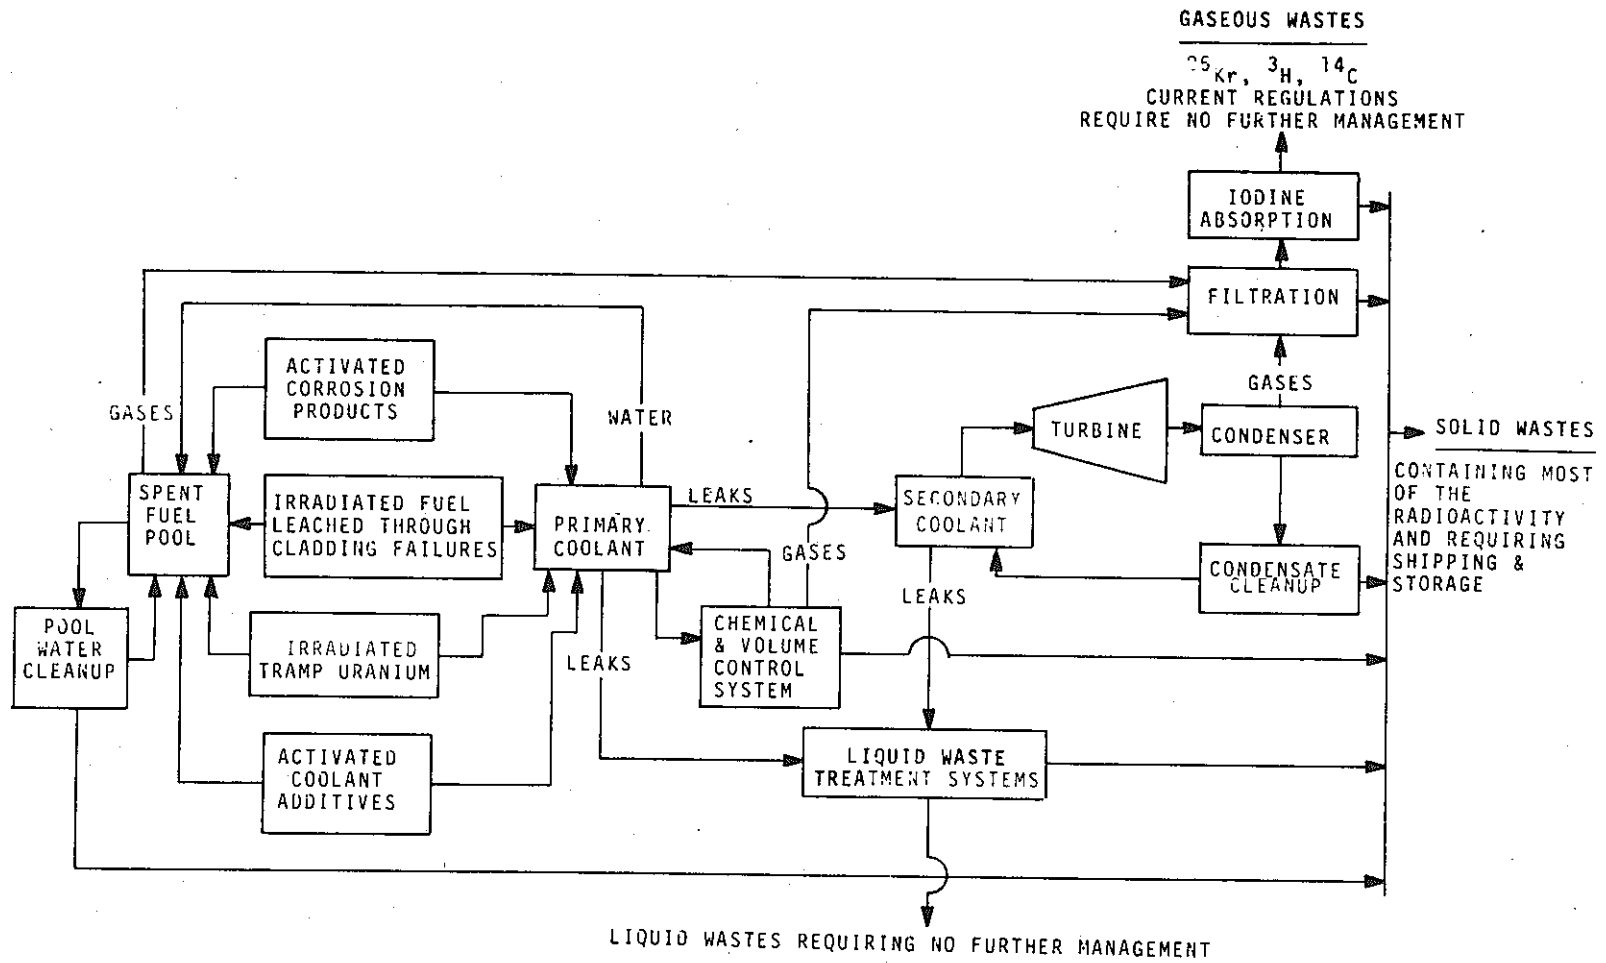 GASEOUS WASTES
Kr, 3H, 14C
CURRENT REGULATIONS
REQUIRE NO FURTHER MANAGEMENT
IODINE
ABSORPTION
FILTRATION
GASES
ACTIVATED
CORROSION
PRODUCTS
GASES
WATER
TURBINE
CONDENSER
SOLID WASTES
CONTAINING MOST
OF THE
RADIOACTIVITY
AND REQUIRING
SHIPPING &
STORAGE
SPENT
FUEL
POOL
IRRADIATED FUEL
LEACHED THROUGH
CLADDING FAILURES
PRIMARY
COOLANT
LEAKS
SECONDARY
COOLANT
GASES
CONDENSATE
CLEANUP
LEAKS
POOL
WATER
CLEANUP
IRRADIATED
TRAMP URANIUM
LEAKS
CHEMICAL
& VOLUME
CONTROL
SYSTEM
ACTIVATED
COOLANT
ADDITIVES
LIQUID WASTE
TREATMENT SYSTEMS
LIQUID WASTES REQUIRING NO FURTHER MANAGEMENT